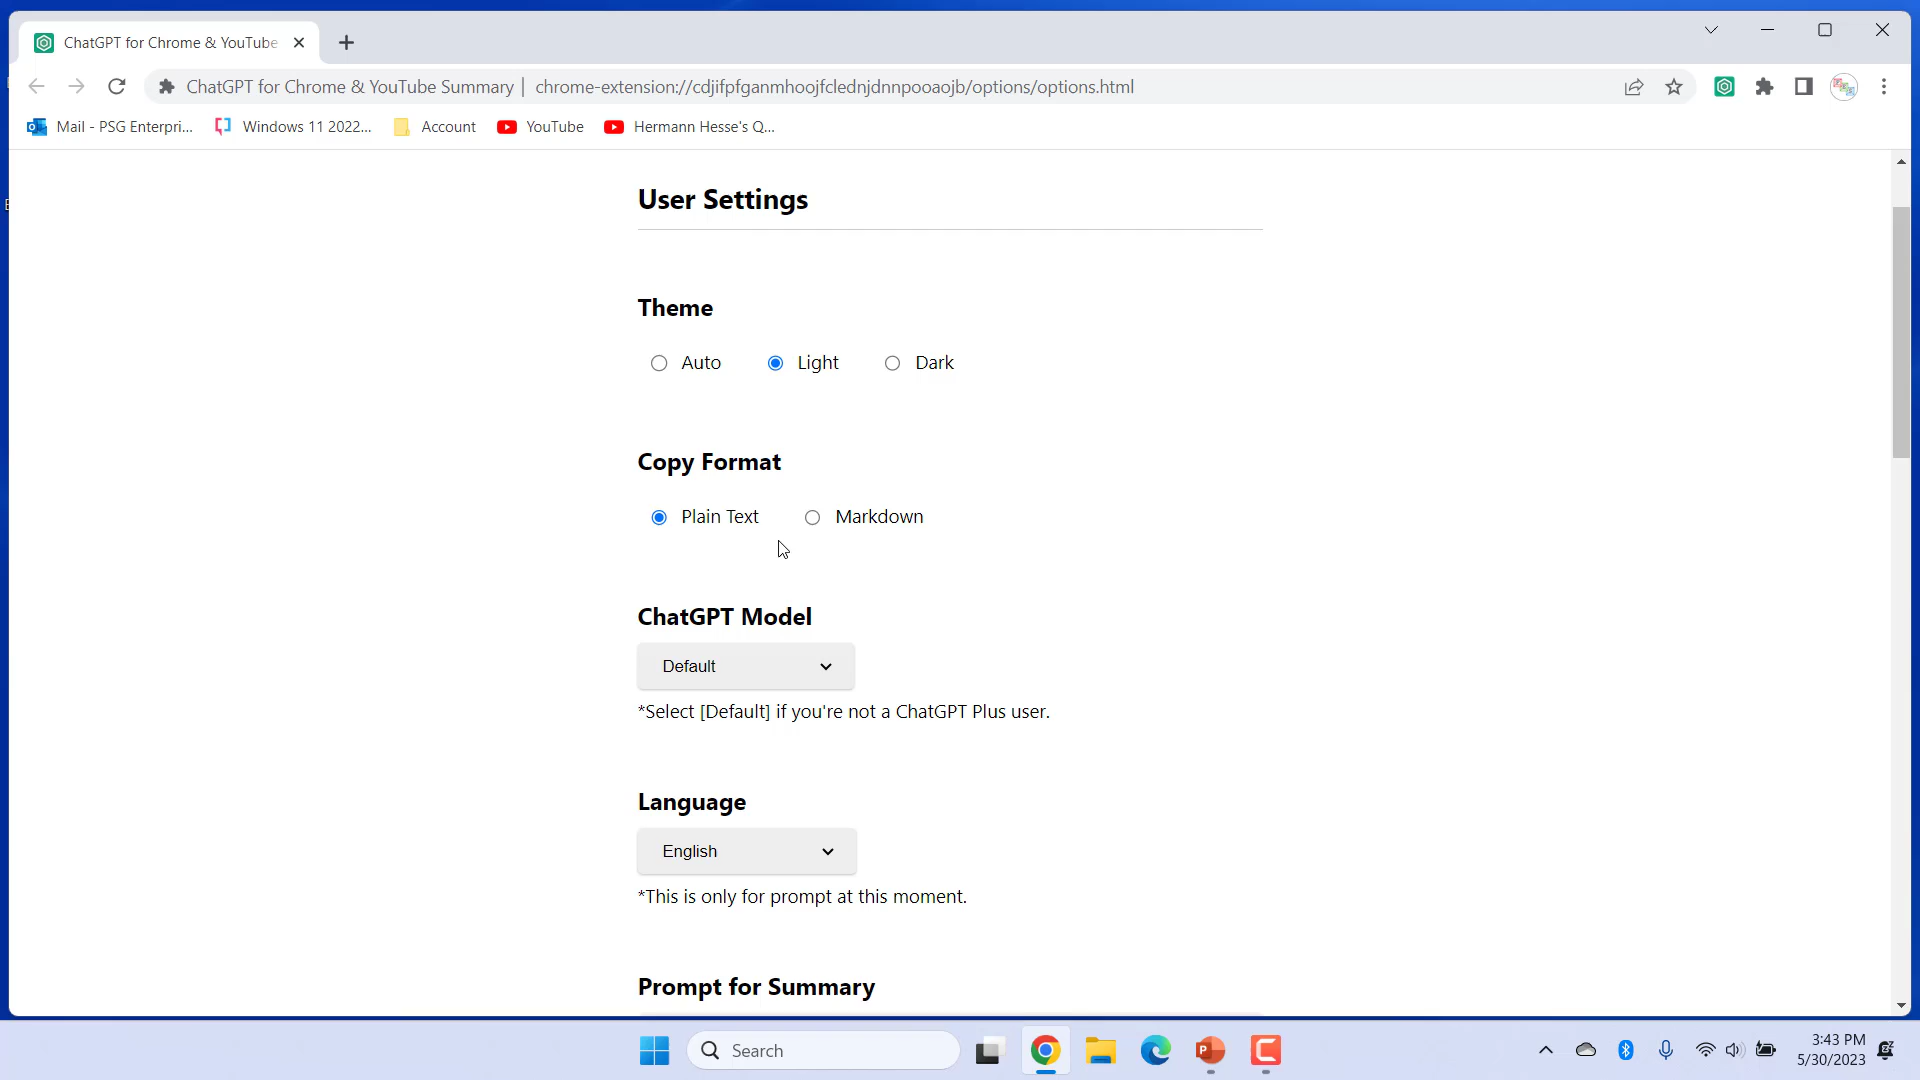 ChatGPT for Chrome & YouTube
ChatGPT for Chrome & YouTube Summary | chrome-extension://cdjifpfganmhoojfclednjdnnpooaojb/options/options.html
Mail - PSG Enterpri...
Windows 11 2022...
Account
YouTube
Hermann Hesse's Q...
User Settings
Theme
Auto
Light
Dark
Copy Format
Plain Text
Markdown
ChatGPT Model
Default
*Select [Default] if you're not a ChatGPT Plus user.
Language
English
*This is only for prompt at this moment.
Prompt for Summary
Search
3:43 PM
5/30/2023